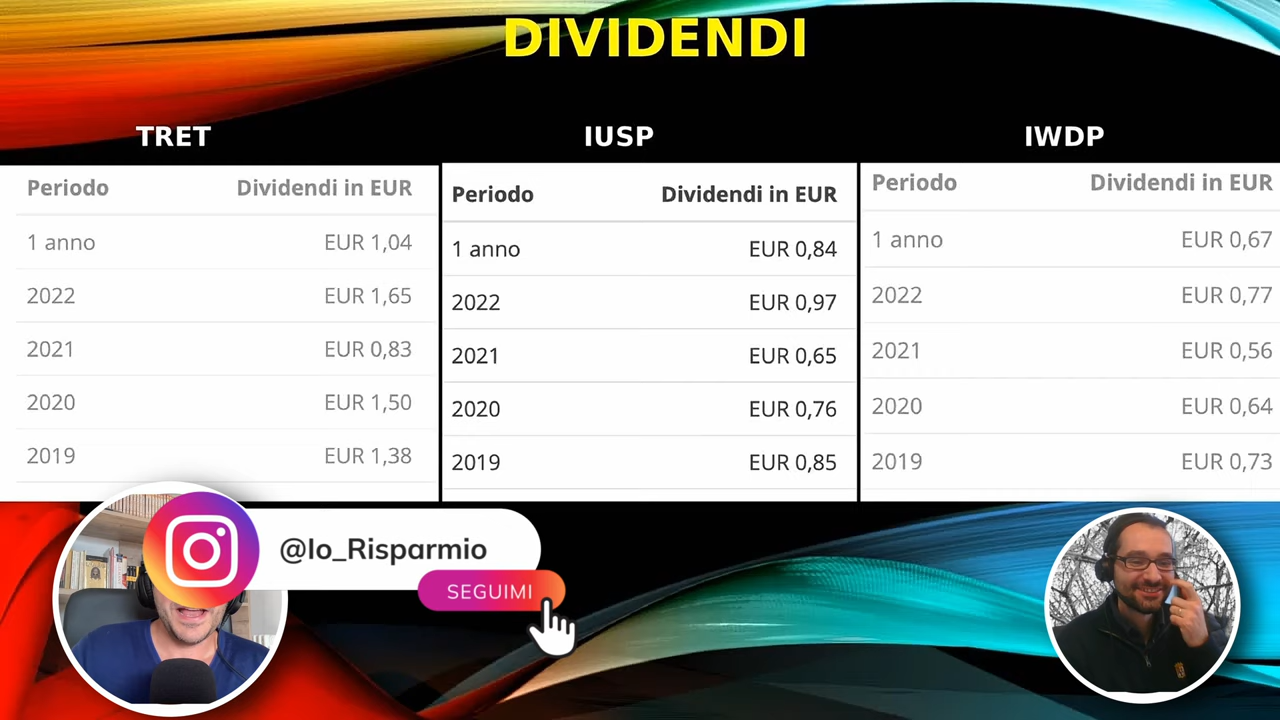 DIVIDENDI
TRET
Periodo Dividendi in EUR
1 anno EUR 1,04
2022 EUR 1,65
2021 EUR 0,83
2020 EUR 1,50
2019 EUR 1,38
IUSP
Periodo Dividendi in EUR
1 anno EUR 0,84
2022 EUR 0,97
2021 EUR 0,65
2020 EUR 0,76
2019 EUR 0,85
IWDP
Periodo Dividendi in EUR
1 anno EUR 0,67
2022 EUR 0,77
2021 EUR 0,56
2020 EUR 0,64
2019 EUR 0,73
@Io_Risparmio
SEGUIMI